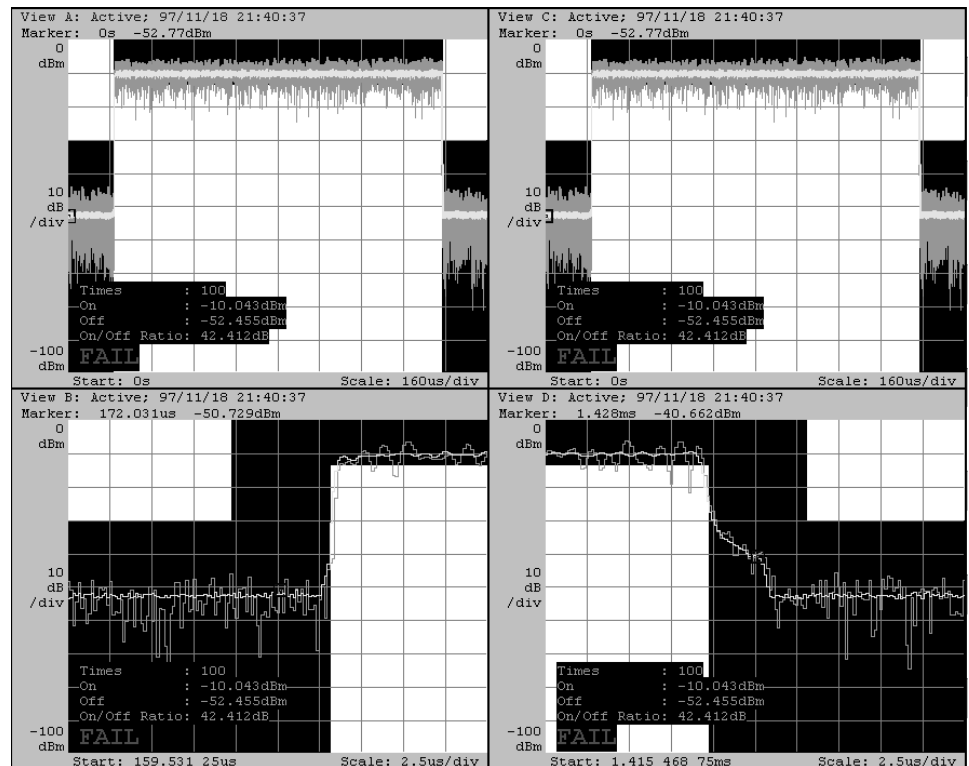 View A: Active; 97/11/18 21:40:37
Marker: 0s -52.77dBm
0
dBm
10
dB
/div
Times : 100
On : -10.043dBm
Off : -52.455dBm
On/Off Ratio: 42.412dB
-100
dBm
FAIL
Start: 0s Scale: 160us/div
View C: Active; 97/11/18 21:40:37
Marker: 0s -52.77dBm
0
dBm
10
dB
/div
Times : 100
On : -10.043dBm
Off : -52.455dBm
On/Off Ratio: 42.412dB
-100
dBm
FAIL
Start: 0s Scale: 160us/div
View B: Active; 97/11/18 21:40:37
Marker: 172.031us -50.729dBm
0
dBm
10
dB
/div
Times : 100
On : -10.043dBm
Off : -52.455dBm
On/Off Ratio: 42.412dB
-100
dBm
FAIL
Start: 159.531 25us Scale: 2.5us/div
View D: Active; 97/11/18 21:40:37
Marker: 1.428ms -40.662dBm
0
dBm
10
dB
/div
Times : 100
On : -10.043dBm
Off : -52.455dBm
On/Off Ratio: 42.412dB
-100
dBm
FAIL
Start: 1.415 468 75ms Scale: 2.5us/div